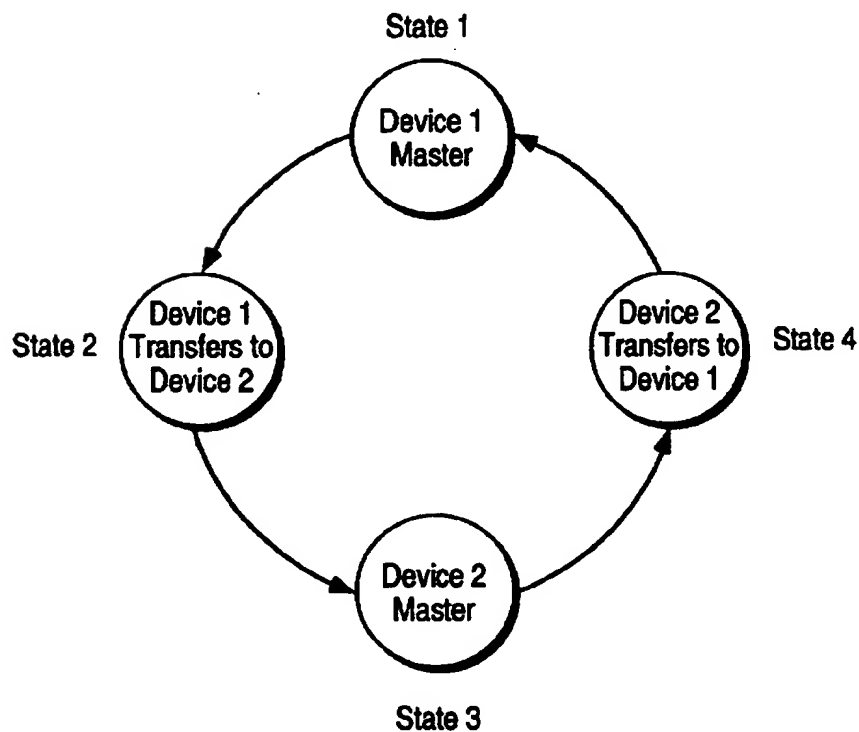 State 1
Device 1
Master
State 2
Device 1
Transfers to
Device 2
Device 2
Transfers to
Device 1
State 4
Device 2
Master
State 3